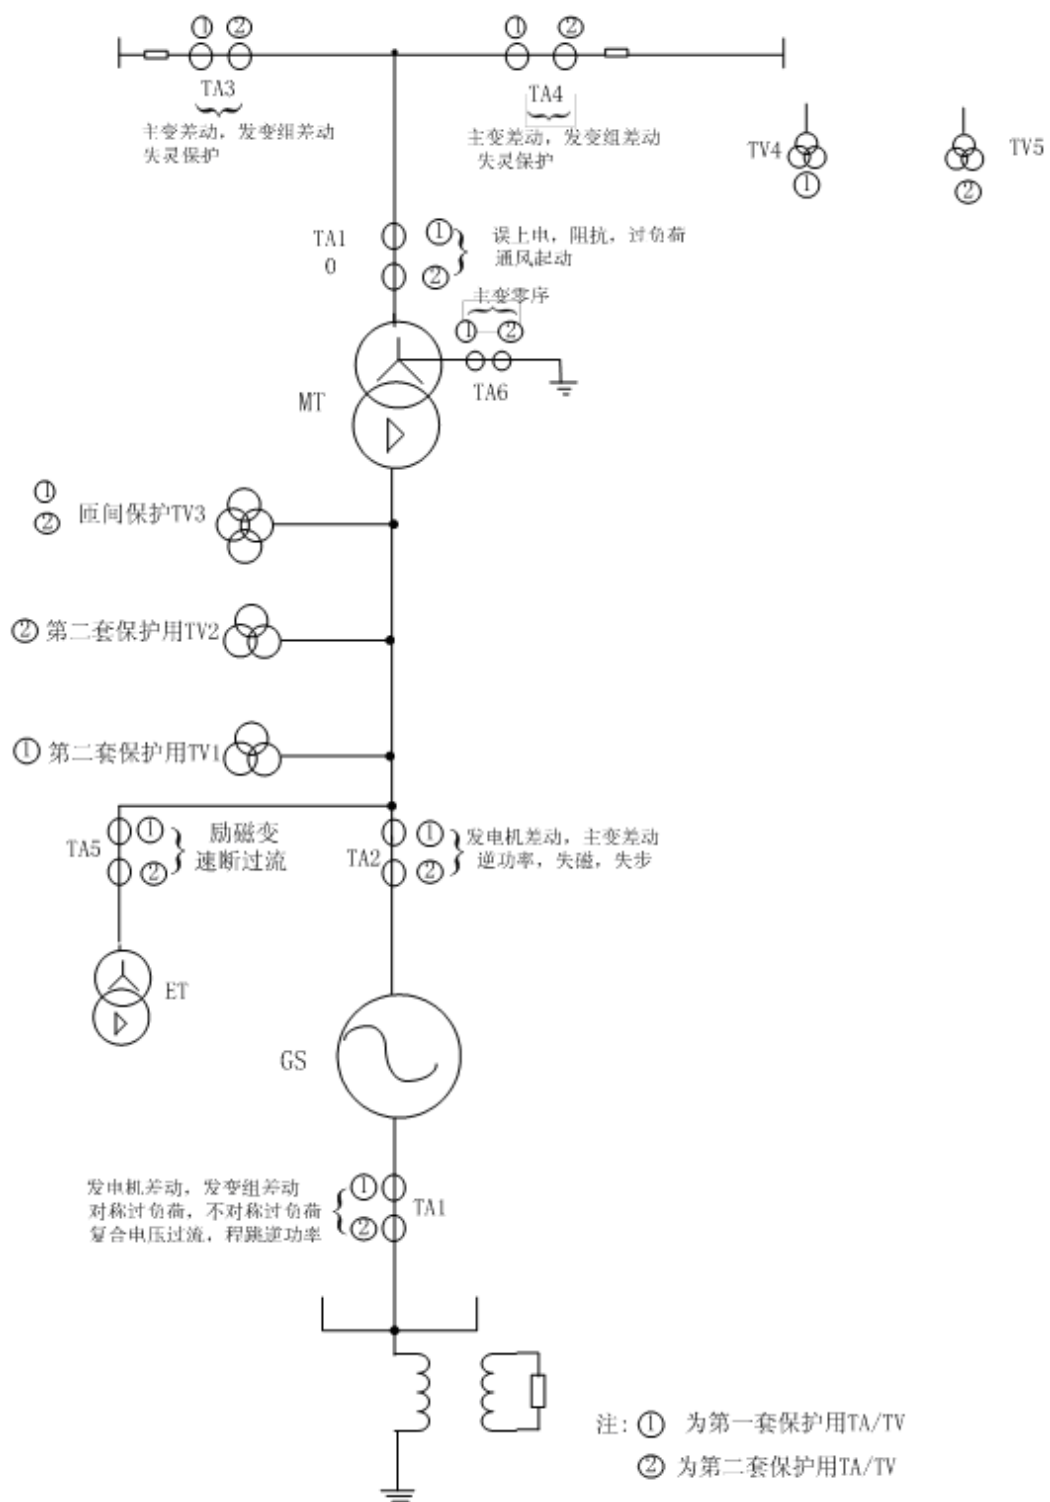 ① ② ① ②
TA3 TA4
主变差动，发变组差动
失灵保护
主变差动，发变组差动
失灵保护
TV4
①
TV5
②
TA1
0
①
②
误上电，阻抗，过负荷
通风起动
主变零序
① ②
TA6
MT
①
②
匝间保护TV3
② 第二套保护用TV2
① 第二套保护用TV1
TA5
①
②
励磁变
速断过流
TA2
①
②
发电机差动，主变差动
逆功率，失磁，失步
ET
GS
发电机差动，发变组差动
对称过负荷，不对称过负荷
复合电压过流，程跳逆功率
①
②
TA1
注：① 为第一套保护用TA/TV
② 为第二套保护用TA/TV